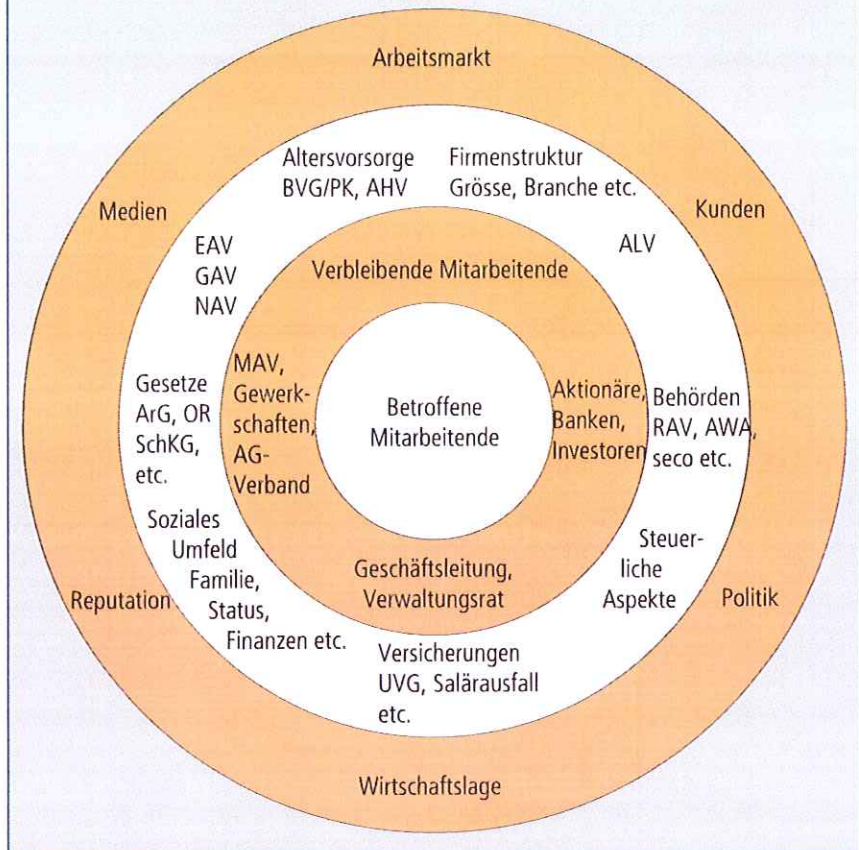 Arbeitsmarkt
Medien
Kunden
Reputation
Politik
Wirtschaftslage
Altersvorsorge
BVG/PK, AHV
Firmenstruktur
Grösse, Branche etc.
EAV
GAV
NAV
ALV
Gesetze
ArG, OR
SchKG,
etc.
Behörden
RAV, AWA,
seco etc.
Soziales
Umfeld
Familie,
Status,
Finanzen etc.
Steuer-
liche
Aspekte
Versicherungen
UVG, Salärausfall
etc.
Verbleibende Mitarbeitende
MAV,
Gewerk-
schaften,
AG-
Verband
Aktionäre,
Banken,
Investoren
Geschäftsleitung,
Verwaltungsrat
Betroffene
Mitarbeitende